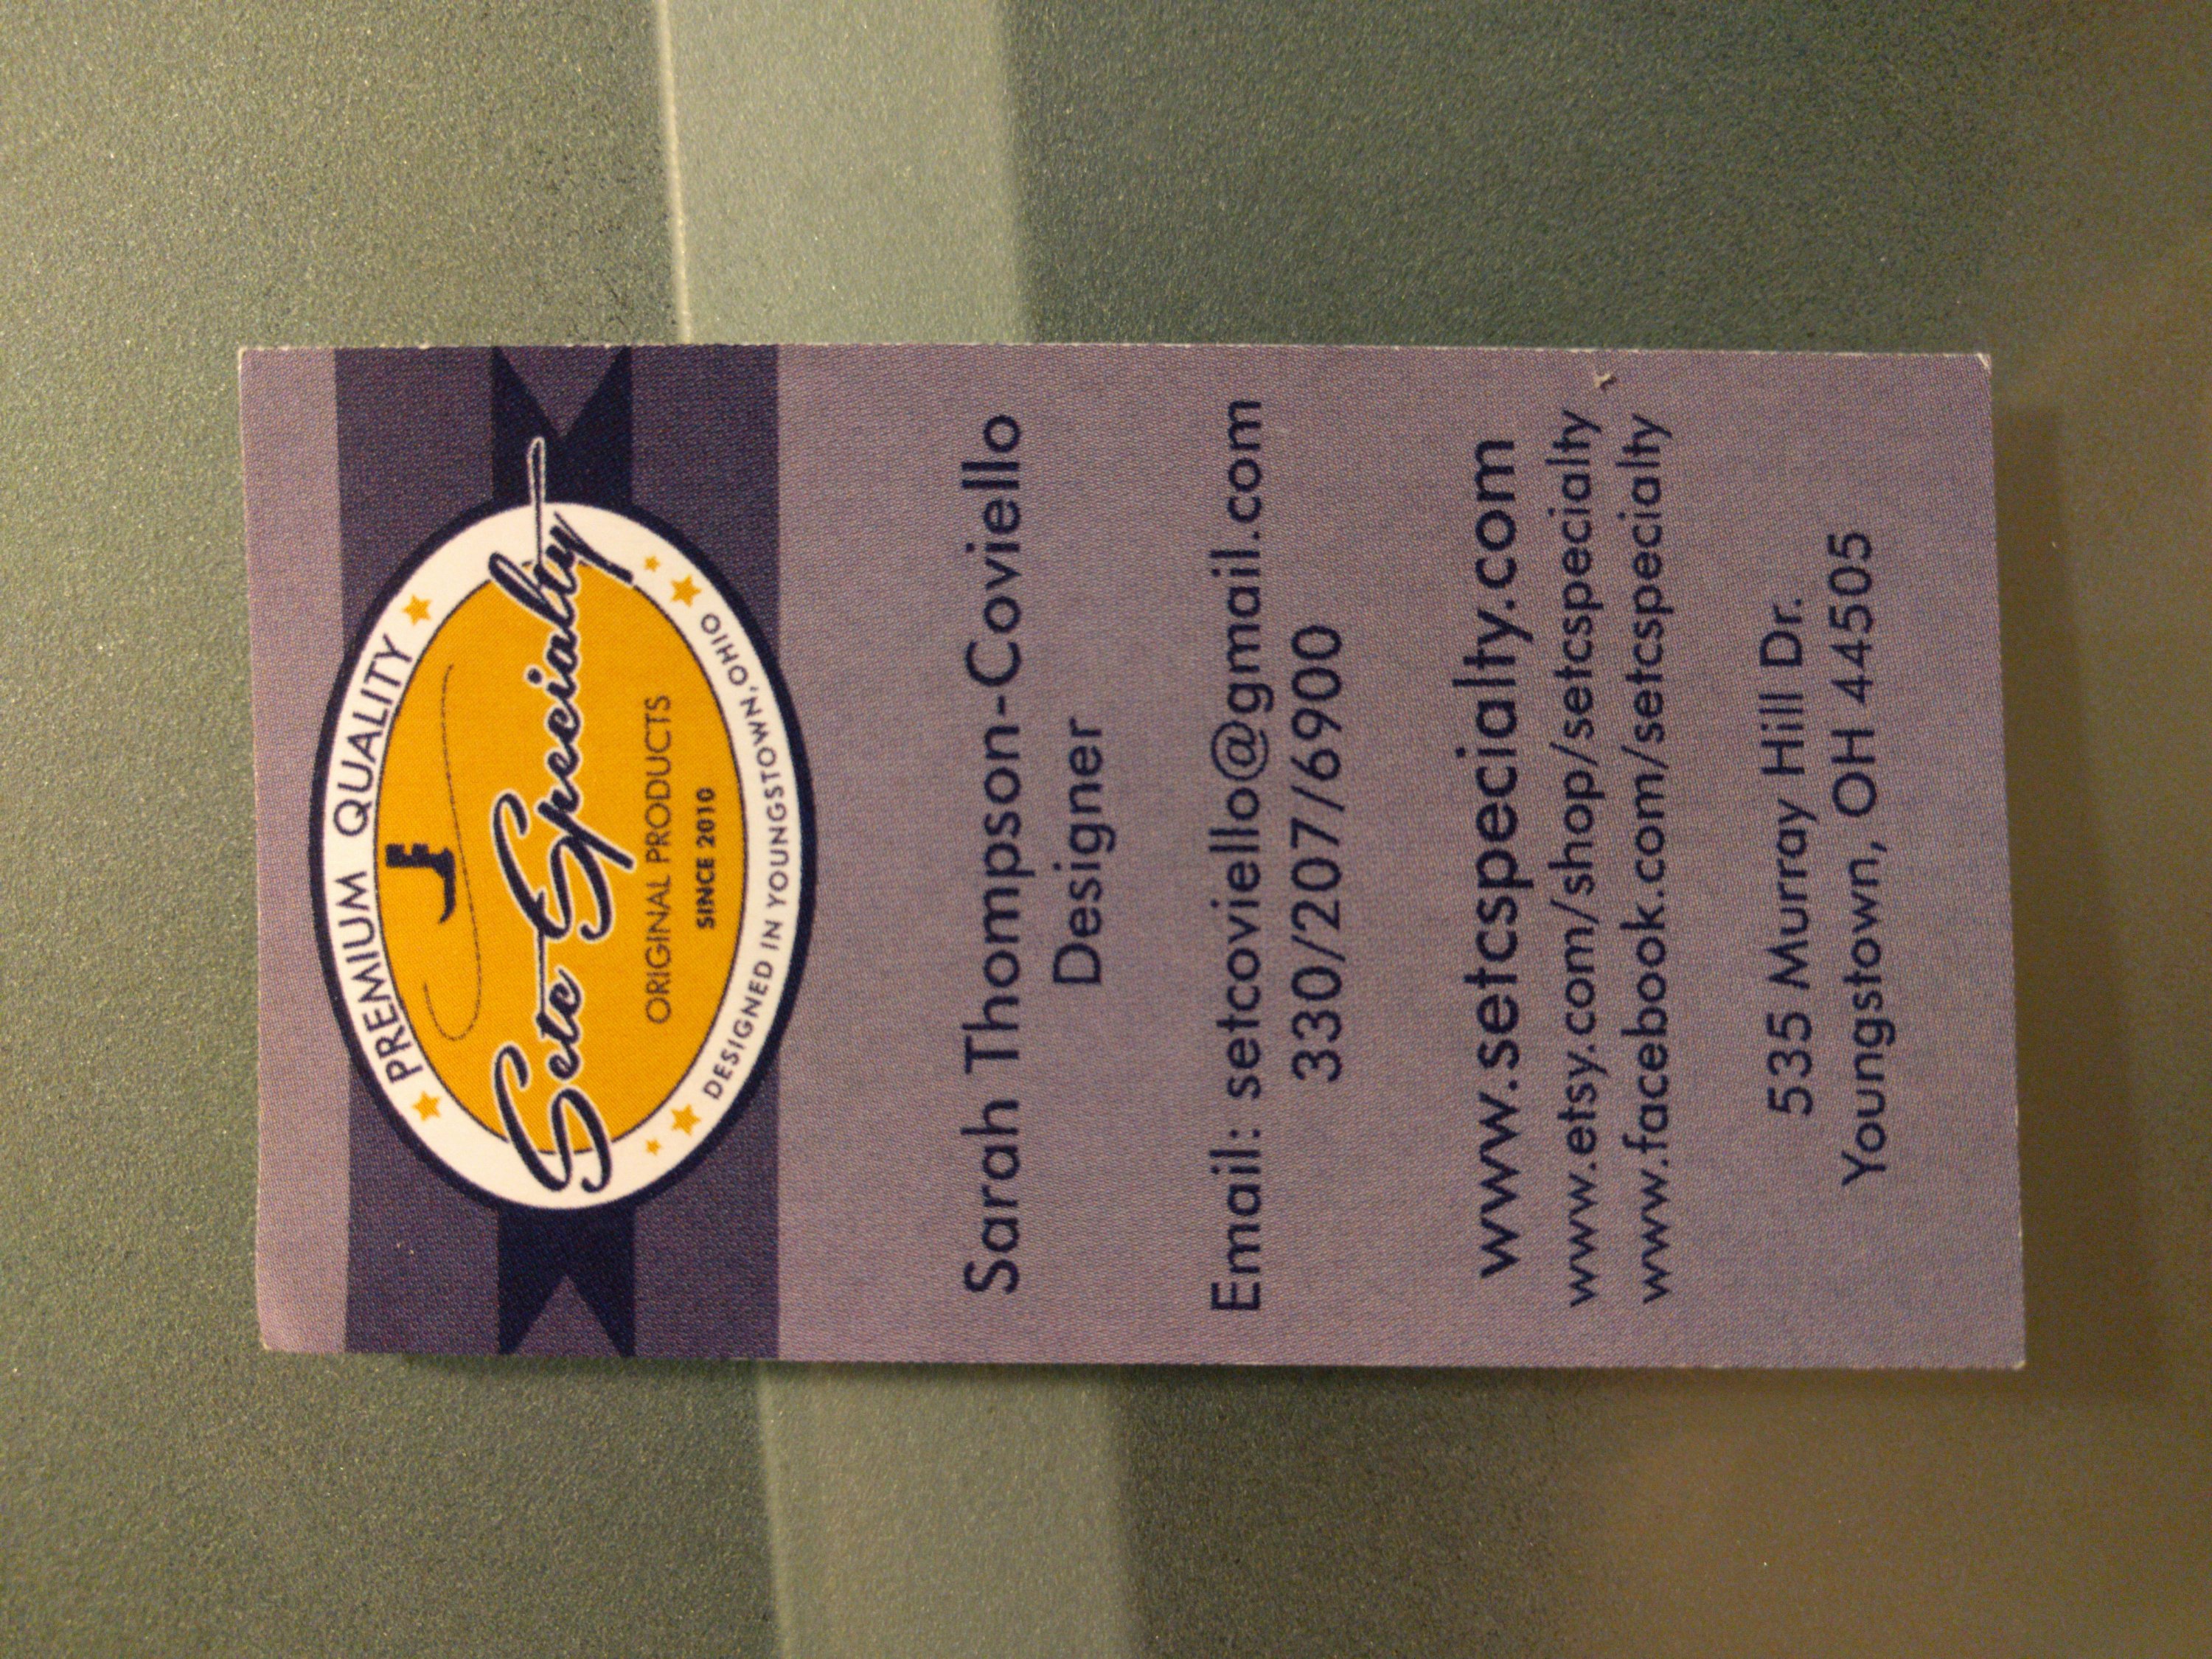 PREMIUM QUALITY
Setc Specialty
ORIGINAL PRODUCTS
SINCE 2010
DESIGNED IN YOUNGSTOWN, OHIO
Sarah Thompson-Coviello
Designer
Email: setcoviello@gmail.com
330/207/6900
www.setcspecialty.com
www.etsy.com/shop/setcspecialty
www.facebook.com/setcspecialty
535 Murray Hill Dr.
Youngstown, OH 44505